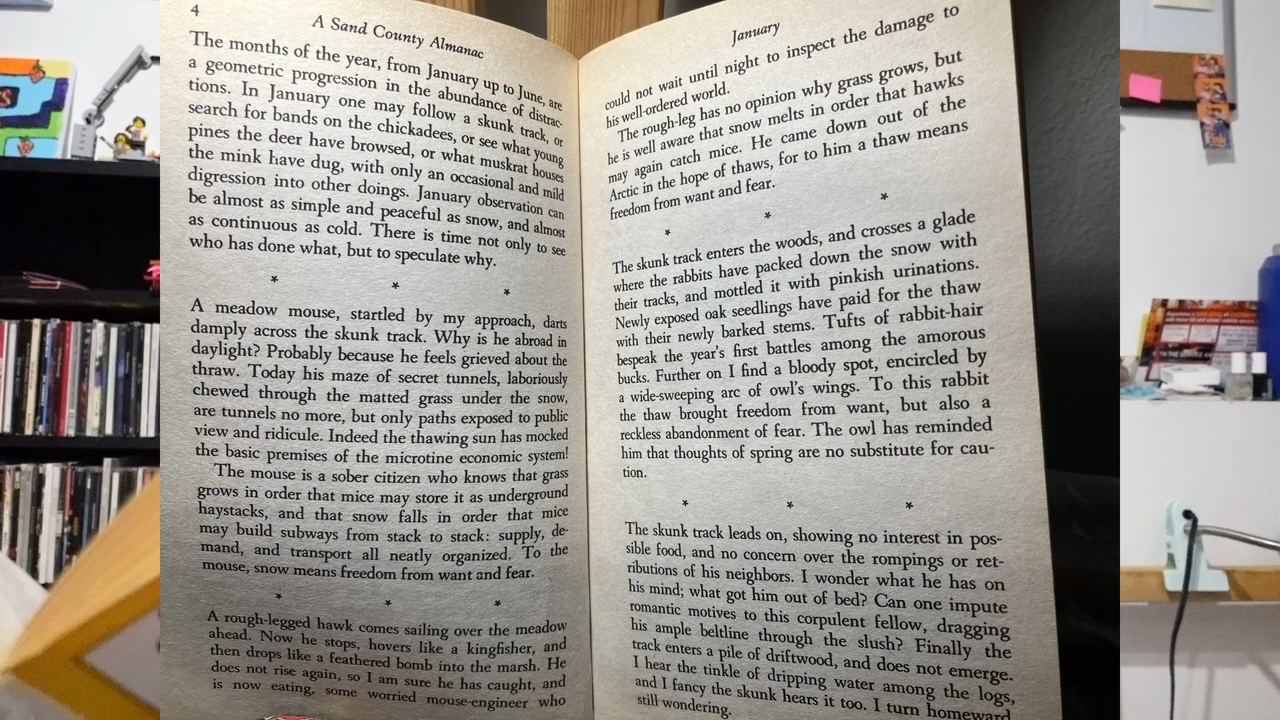 4
A Sand County Almanac
The months of the year, from January up to June, are
a geometric progression in the abundance of distrac-
tions. In January one may follow a skunk track, or
search for bands on the chickadees, or see what young
pines the deer have browsed, or what muskrat houses
the mink have dug, with only an occasional and mild
digression into other doings. January observation can
be almost as simple and peaceful as snow, and almost
as continuous as cold. There is time not only to see
who has done what, but to speculate why.
* * *
A meadow mouse, startled by my approach, darts
damply across the skunk track. Why is he abroad in
daylight? Probably because he feels grieved about the
thraw. Today his maze of secret tunnels, laboriously
chewed through the matted grass under the snow,
are tunnels no more, but only paths exposed to public
view and ridicule. Indeed the thawing sun has mocked
the basic premises of the microtine economic system!
The mouse is a sober citizen who knows that grass
grows in order that mice may store it as underground
haystacks, and that snow falls in order that mice
may build subways from stack to stack: supply, de-
mand, and transport all neatly organized. To the
mouse, snow means freedom from want and fear.
* * *
A rough-legged hawk comes sailing over the meadow
ahead. Now he stops, hovers like a kingfisher, and
then drops like a feathered bomb into the marsh. He
does not rise again, so I am sure he has caught, and
is now eating, some worried mouse-engineer who
January
could not wait until night to inspect the damage to
his well-ordered world.
The rough-leg has no opinion why grass grows, but
he is well aware that snow melts in order that hawks
may again catch mice. He came down out of the
Arctic in the hope of thaws, for to him a thaw means
freedom from want and fear.
* * *
The skunk track enters the woods, and crosses a glade
where the rabbits have packed down the snow with
their tracks, and mottled it with pinkish urinations.
Newly exposed oak seedlings have paid for the thaw
with their newly barked stems. Tufts of rabbit-hair
bespeak the year's first battles among the amorous
bucks. Further on I find a bloody spot, encircled by
a wide-sweeping arc of owl's wings. To this rabbit
the thaw brought freedom from want, but also a
reckless abandonment of fear. The owl has reminded
him that thoughts of spring are no substitute for cau-
tion.
* * *
The skunk track leads on, showing no interest in pos-
sible food, and no concern over the rompings or ret-
ributions of his neighbors. I wonder what he has on
his mind; what got him out of bed? Can one impute
romantic motives to this corpulent fellow, dragging
his ample beltline through the slush? Finally the
track enters a pile of driftwood, and does not emerge.
I hear the tinkle of dripping water among the logs,
and I fancy the skunk hears it too. I turn homeward
still wondering.